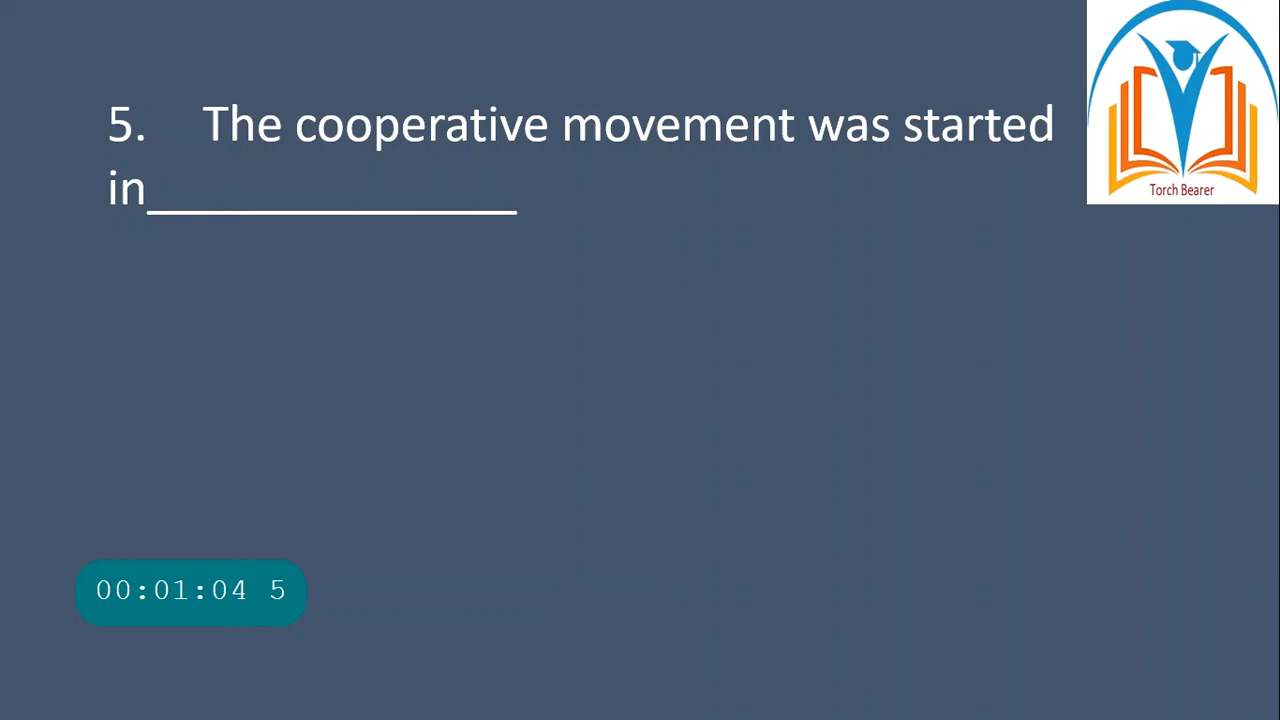 5. The cooperative movement was started
in_______________
Torch Bearer
00:01:04 5